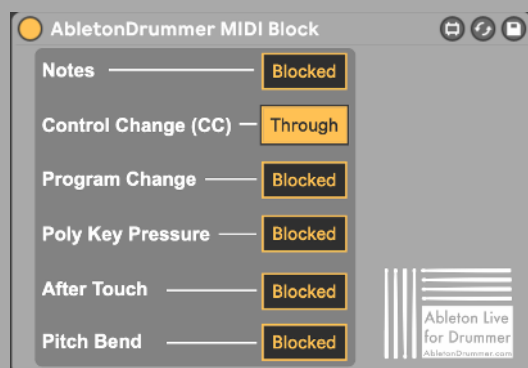 AbletonDrummer MIDI Block
Notes Blocked
Control Change (CC) Through
Program Change Blocked
Poly Key Pressure Blocked
After Touch Blocked
Pitch Bend Blocked
Ableton Live
for Drummer
AbletonDrummer.com